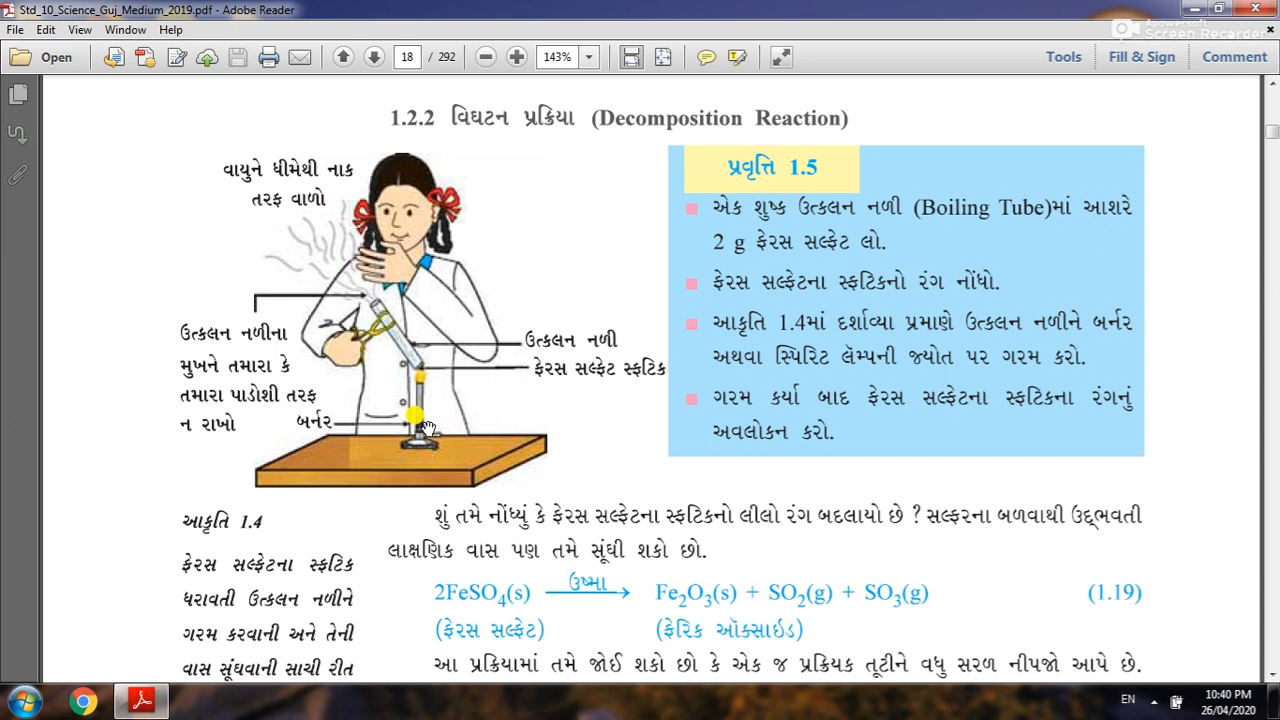 Std_10_Science_Guj_Medium_2019.pdf - Adobe Reader
File Edit View Window Help
Apowersoft
Screen Recorder
Open 18 / 292 143% Tools Fill & Sign Comment
1.2.2 વિઘટન પ્રક્રિયા (Decomposition Reaction)
વાયુને ધીમેથી નાક
તરફ વાળો
ઉત્કલન નળીના
મુખને તમારા કે
તમારા પાડોશી તરફ
ન રાખો
બર્નર
ઉત્કલન નળી
ફેરસ સલ્ફેટ સ્ફટિક
પ્રવૃત્તિ 1.5
એક શુષ્ક ઉત્કલન નળી (Boiling Tube)માં આશરે
2 g ફેરસ સલ્ફેટ લો.
ફેરસ સલ્ફેટના સ્ફટિકનો રંગ નોંધો.
આકૃતિ 1.4માં દર્શાવ્યા પ્રમાણે ઉત્કલન નળીને બર્નર
અથવા સ્પિરિટ લૅમ્પની જ્યોત પર ગરમ કરો.
ગરમ કર્યા બાદ ફેરસ સલ્ફેટના સ્ફટિકના રંગનું
અવલોકન કરો.
આકૃતિ 1.4
ફેરસ સલ્ફેટના સ્ફટિક
ધરાવતી ઉત્કલન નળીને
ગરમ કરવાની અને તેની
વાસ સૂંઘવાની સાચી રીત
શું તમે નોંધ્યું કે ફેરસ સલ્ફેટના સ્ફટિકનો લીલો રંગ બદલાયો છે ? સલ્ફરના બળવાથી ઉદ્ભવતી
લાક્ષણિક વાસ પણ તમે સૂંઘી શકો છો.
2FeSO₄(s) ઉષ્મા → Fe₂O₃(s) + SO₂(g) + SO₃(g) (1.19)
(ફેરસ સલ્ફેટ) (ફેરિક ઑક્સાઇડ)
આ પ્રક્રિયામાં તમે જોઈ શકો છો કે એક જ પ્રક્રિયક તૂટીને વધુ સરળ નીપજો આપે છે.
EN 10:40 PM
26/04/2020